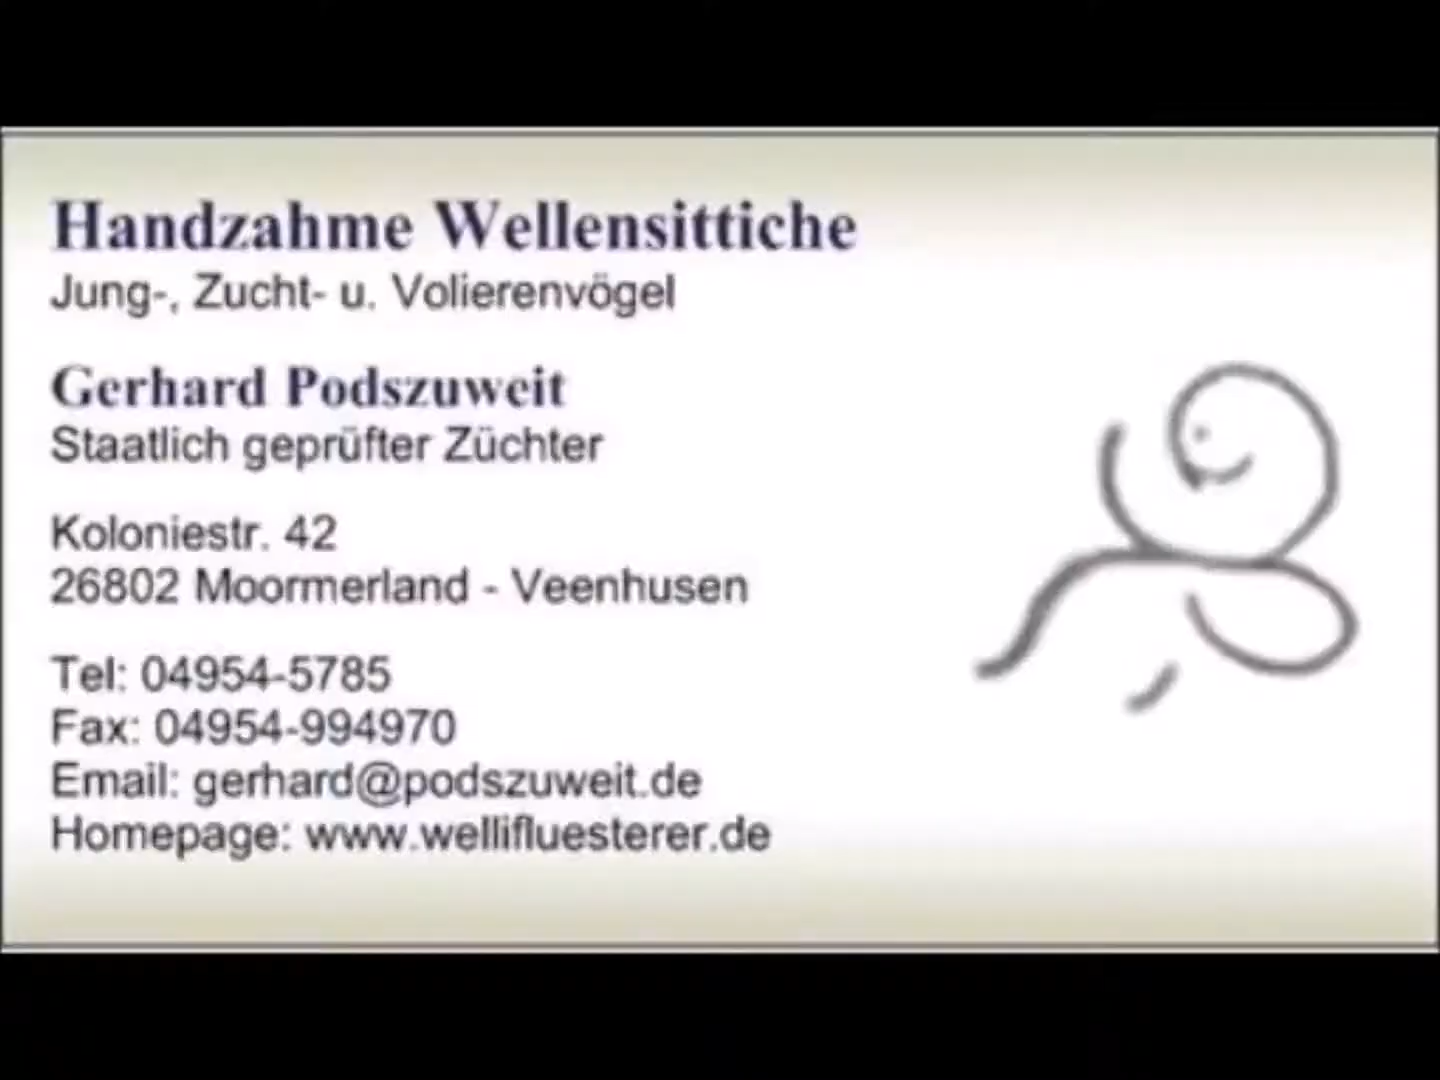 Handzahme Wellensittiche
Jung-, Zucht- u. Volierenvögel
Gerhard Podszuweit
Staatlich geprüfter Züchter
Koloniestr. 42
26802 Moormerland - Veenhusen
Tel: 04954-5785
Fax: 04954-994970
Email: gerhard@podszuweit.de
Homepage: www.wellifluesterer.de